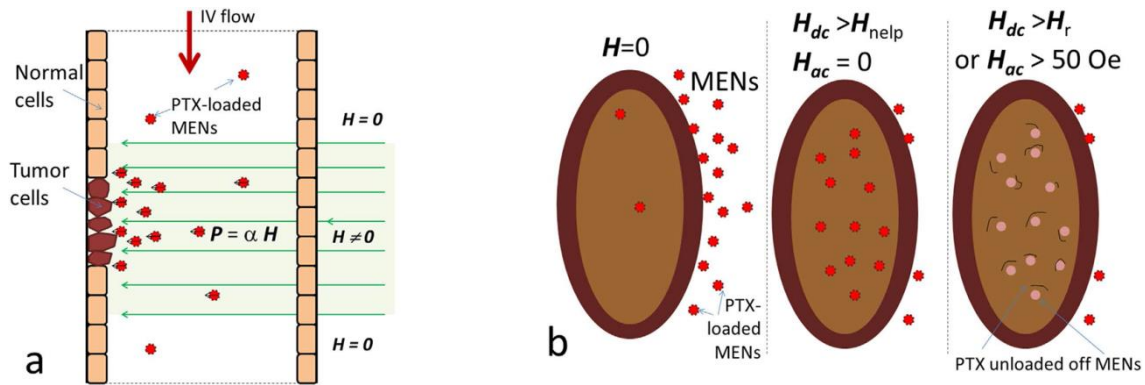 IV flow
Normal
cells
PTX-loaded
MENs
H = 0
Tumor
cells
P = α H
H ≠0
H = 0
a
H=0
MENs
PTX-
loaded
MENs
b
Hdc >Hnelp
Hac = 0
Hdc >Hr
or Hac > 50 Oe
PTX unloaded off MENs